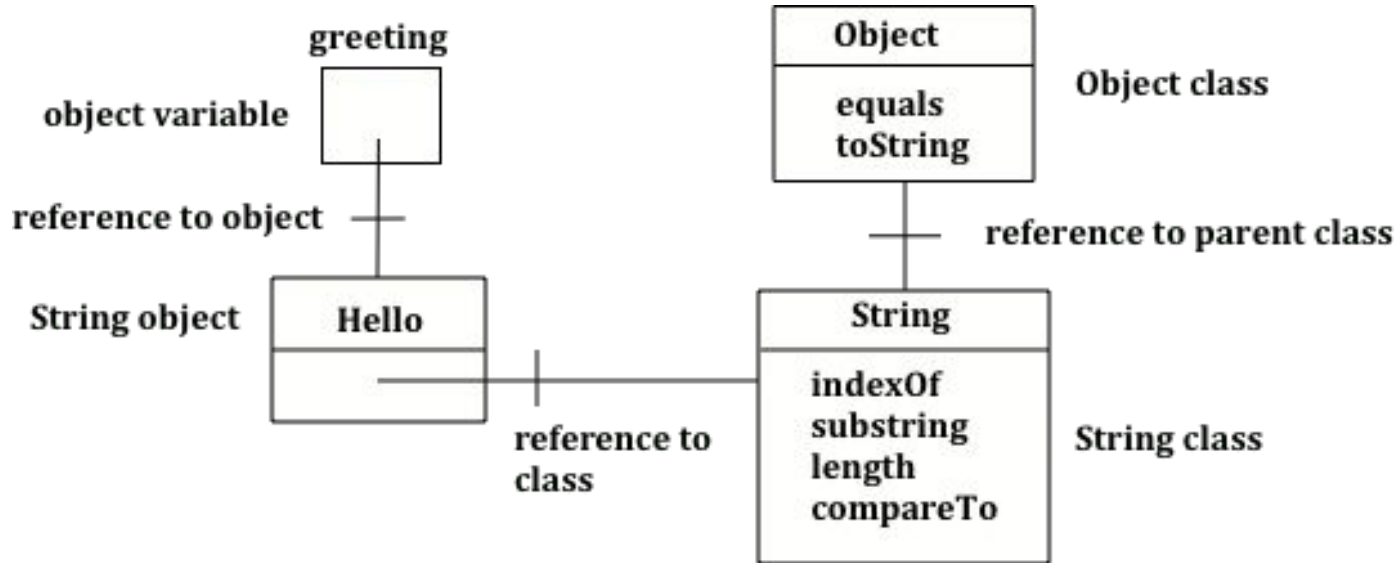 greeting
object variable
reference to object
String object
Hello
reference to
class
Object
equals
toString
Object class
reference to parent class
String
indexOf
substring
length
compareTo
String class